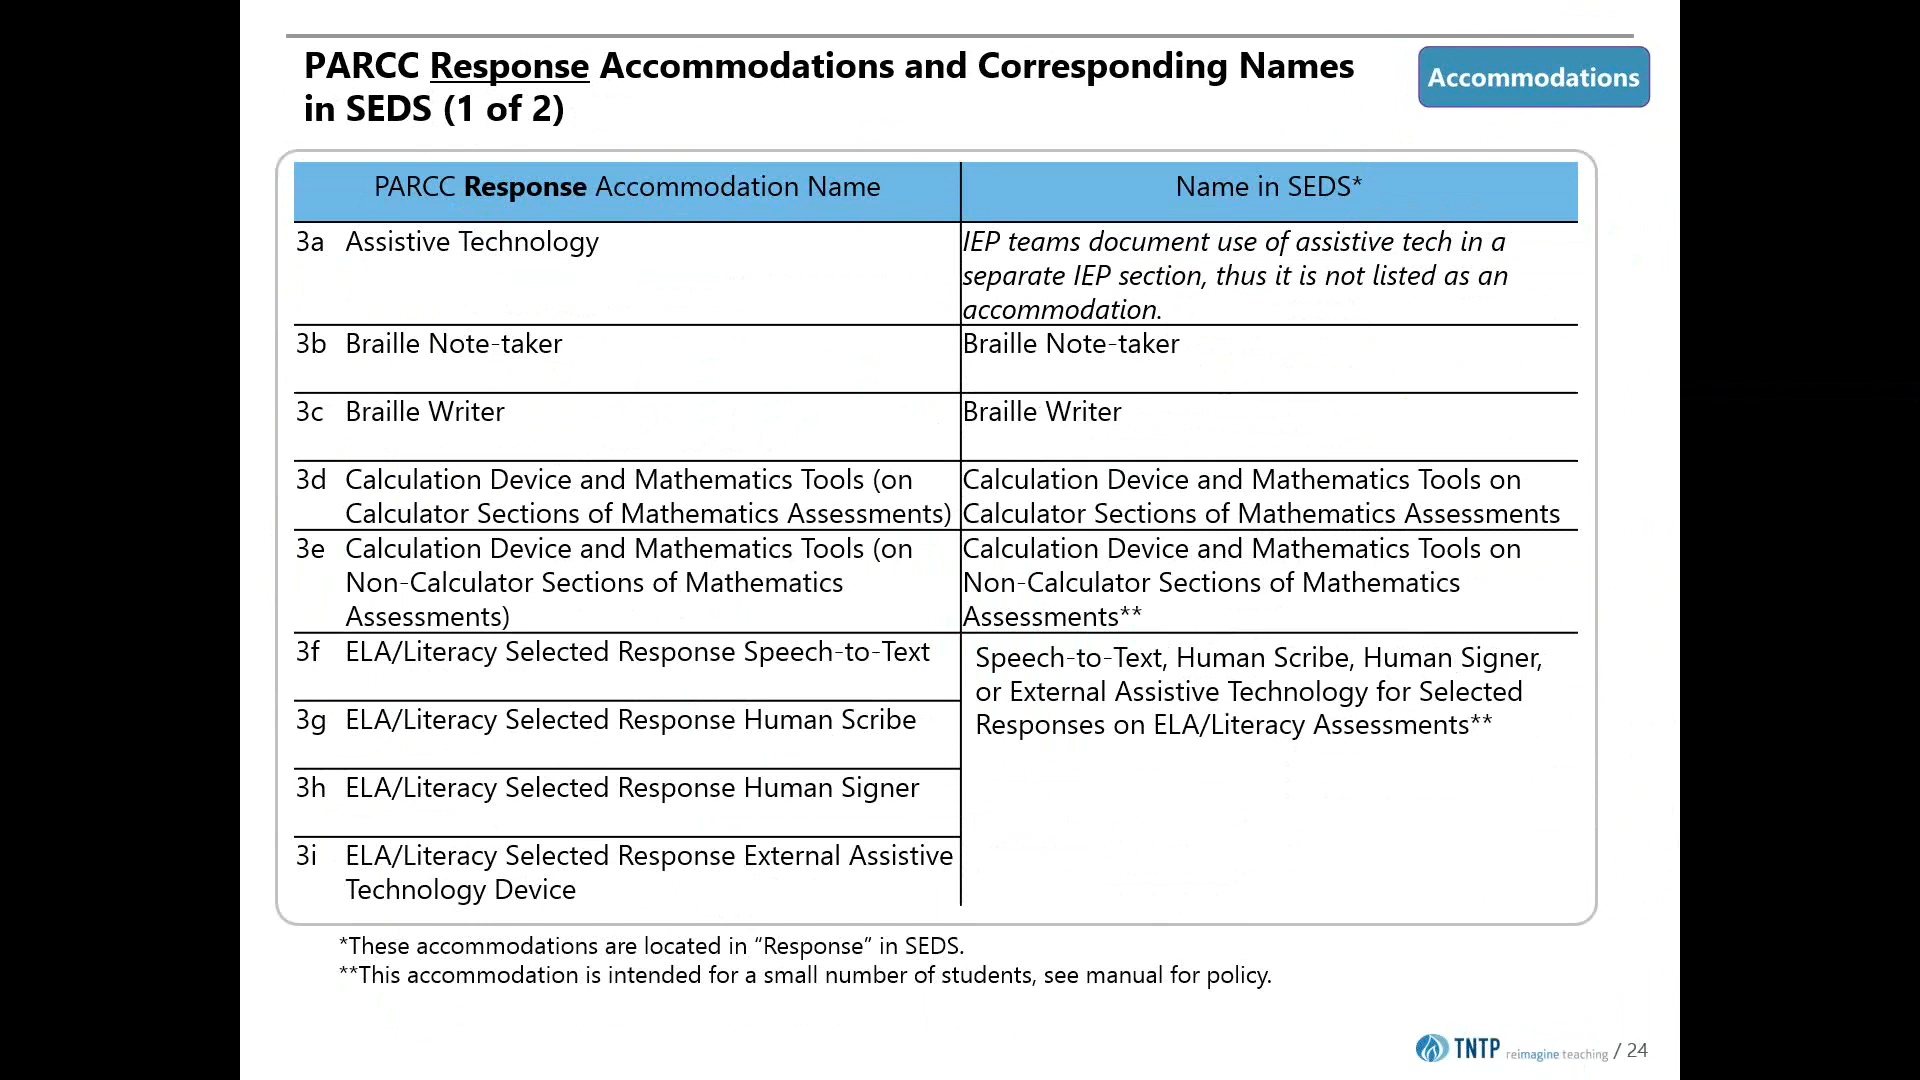 PARCC Response Accommodations and Corresponding Names
in SEDS (1 of 2)
Accommodations
PARCC Response Accommodation Name
Name in SEDS*
3a Assistive Technology
IEP teams document use of assistive tech in a
separate IEP section, thus it is not listed as an
accommodation.
3b Braille Note-taker
Braille Note-taker
3c Braille Writer
Braille Writer
3d Calculation Device and Mathematics Tools (on
Calculator Sections of Mathematics Assessments)
Calculation Device and Mathematics Tools on
Calculator Sections of Mathematics Assessments
3e Calculation Device and Mathematics Tools (on
Non-Calculator Sections of Mathematics
Assessments)
Calculation Device and Mathematics Tools on
Non-Calculator Sections of Mathematics
Assessments**
3f ELA/Literacy Selected Response Speech-to-Text
3g ELA/Literacy Selected Response Human Scribe
3h ELA/Literacy Selected Response Human Signer
3i ELA/Literacy Selected Response External Assistive
Technology Device
Speech-to-Text, Human Scribe, Human Signer,
or External Assistive Technology for Selected
Responses on ELA/Literacy Assessments**
*These accommodations are located in “Response” in SEDS.
**This accommodation is intended for a small number of students, see manual for policy.
TNTP reimagine teaching / 24